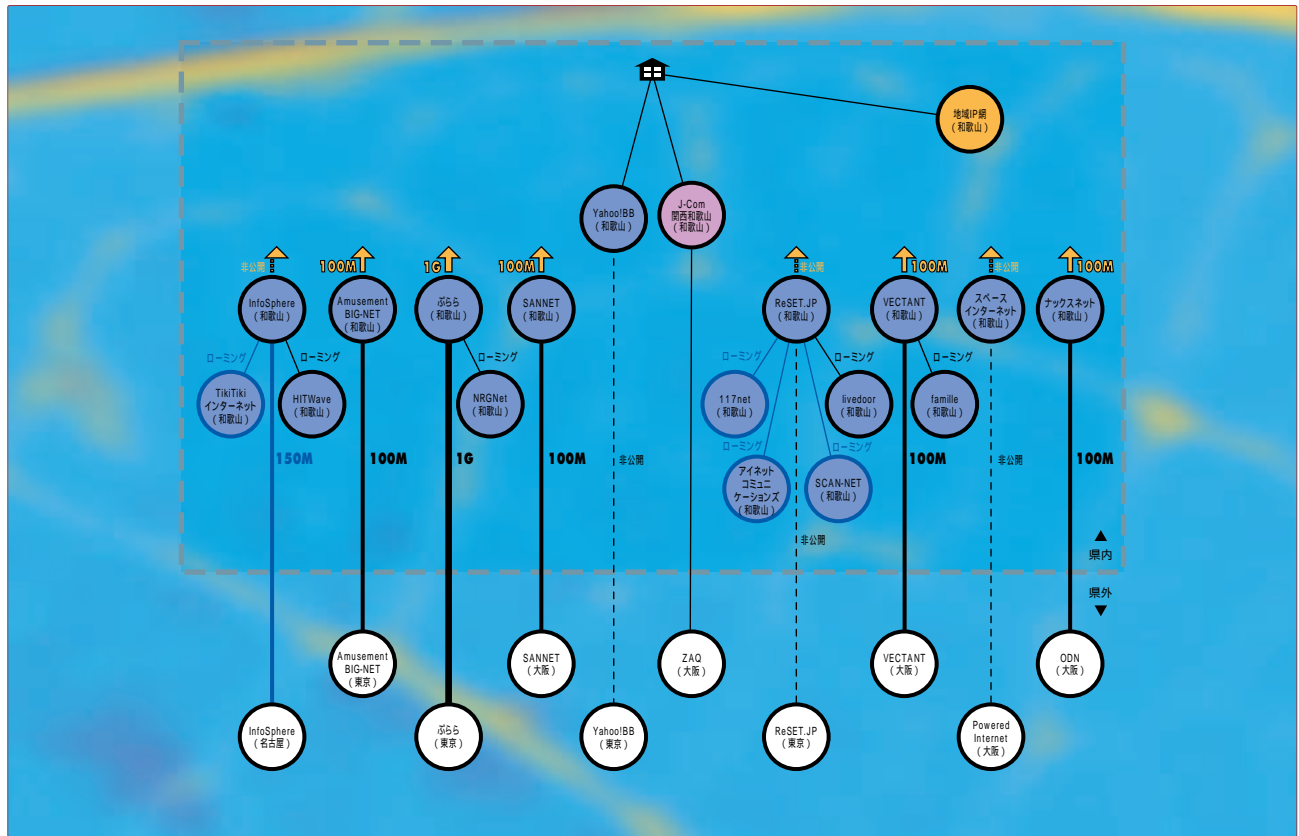 地域IP網
(和歌山)
Yahoo!BB
(和歌山)
J-Com
関西和歌山
(和歌山)
非公開
100M
1G
100M
非公開
100M
非公開
100M
InfoSphere
(和歌山)
Amusement
BIG-NET
(和歌山)
ぷらら
(和歌山)
SANNET
(和歌山)
ReSET.JP
(和歌山)
VECTANT
(和歌山)
スペース
インターネット
(和歌山)
ナックスネット
(和歌山)
ローミング
ローミング
ローミング
ローミング
ローミング
ローミング
TikiTiki
インターネット
(和歌山)
HITWave
(和歌山)
NRGNet
(和歌山)
117net
(和歌山)
livedoor
(和歌山)
famille
(和歌山)
ローミング
ローミング
150M
100M
1G
100M
非公開
100M
非公開
100M
アイネット
コミュニ
ケーションズ
(和歌山)
SCAN-NET
(和歌山)
非公開
▲
県内
県外
▼
Amusement
BIG-NET
(東京)
SANNET
(大阪)
ZAQ
(大阪)
VECTANT
(大阪)
ODN
(大阪)
InfoSphere
(名古屋)
ぷらら
(東京)
Yahoo!BB
(東京)
ReSET.JP
(東京)
Powered
Internet
(大阪)